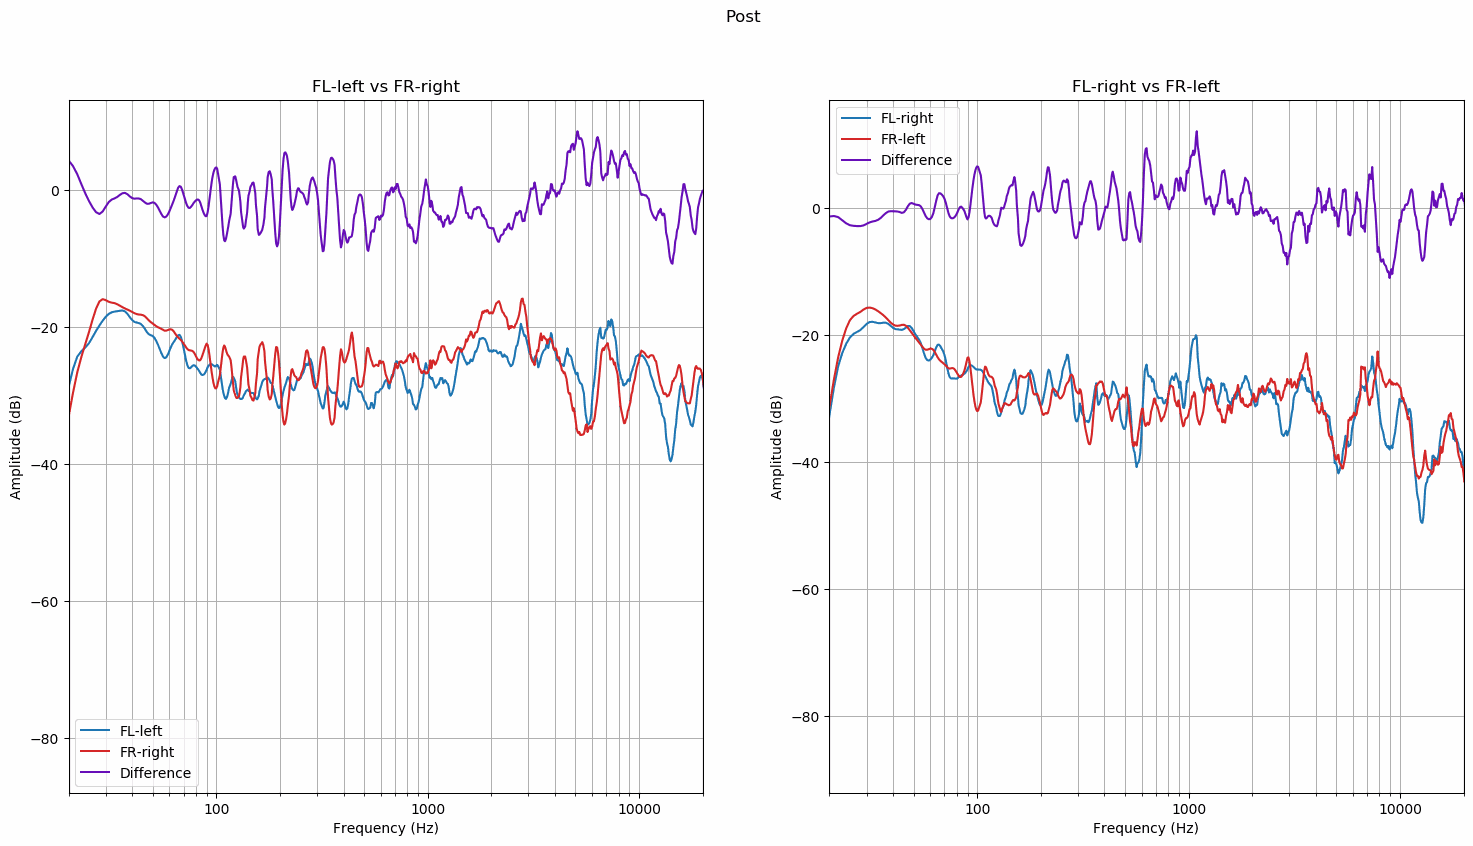 Post
FL-left vs FR-right
0
−20
−40
−60
−80
Amplitude (dB)
FL-left
FR-right
Difference
100
1000
10000
Frequency (Hz)
FL-right vs FR-left
FL-right
FR-left
Difference
0
−20
−40
−60
−80
Amplitude (dB)
100
1000
10000
Frequency (Hz)